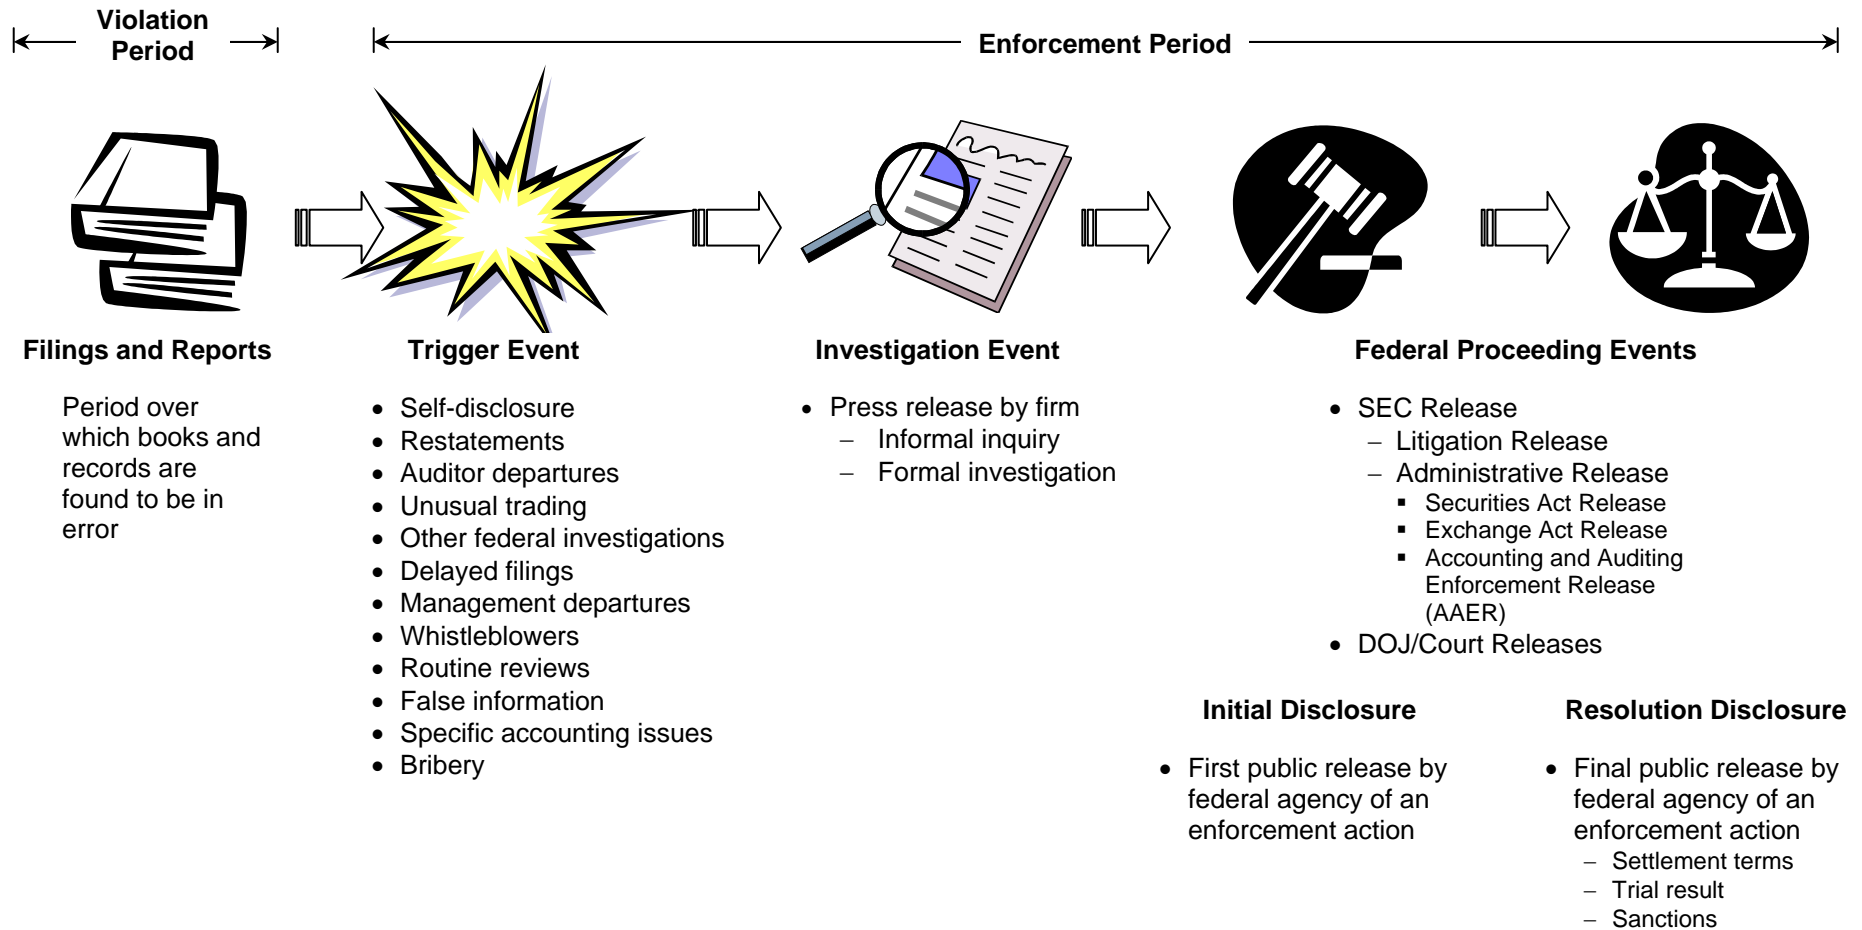 Violation
Period
Enforcement Period
Filings and Reports
Period over
which books and
records are
found to be in
error
Trigger Event
• Self-disclosure
• Restatements
• Auditor departures
• Unusual trading
• Other federal investigations
• Delayed filings
• Management departures
• Whistleblowers
• Routine reviews
• False information
• Specific accounting issues
• Bribery
Investigation Event
• Press release by firm
– Informal inquiry
– Formal investigation
Federal Proceeding Events
• SEC Release
– Litigation Release
– Administrative Release
▪ Securities Act Release
▪ Exchange Act Release
▪ Accounting and Auditing
Enforcement Release
(AAER)
• DOJ/Court Releases
Initial Disclosure
• First public release by
federal agency of an
enforcement action
Resolution Disclosure
• Final public release by
federal agency of an
enforcement action
– Settlement terms
– Trial result
– Sanctions